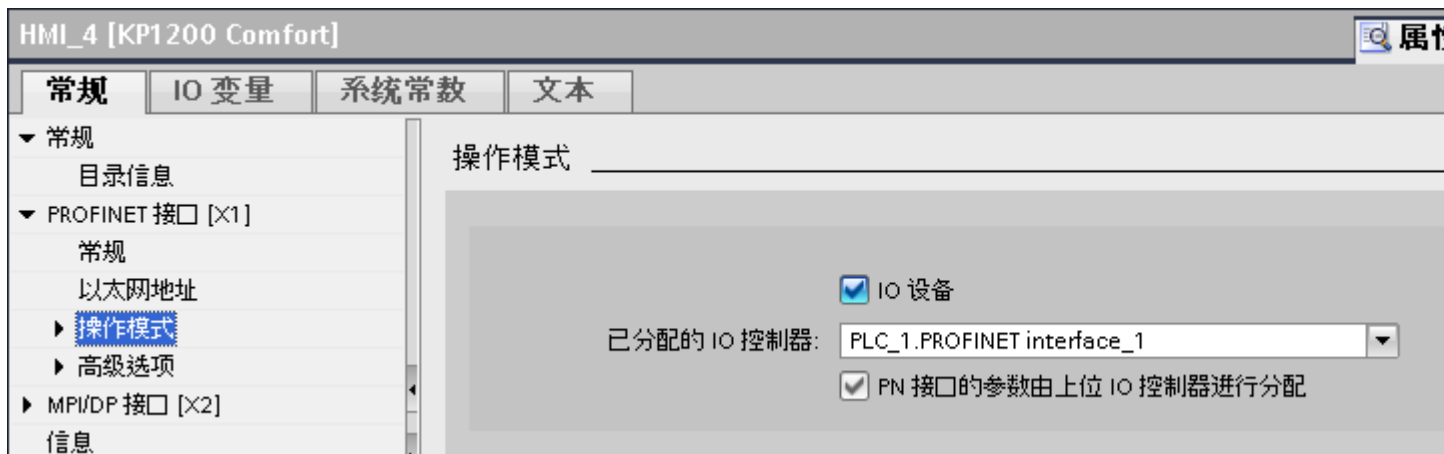 HMI_4 [KP1200 Comfort]
常规
IO 变量
系统常数
文本
常规
目录信息
PROFINET 接口 [X1]
常规
以太网地址
操作模式
高级选项
MPI/DP 接口 [X2]
信息
操作模式
IO 设备
已分配的 IO 控制器: PLC_1.PROFINET interface_1
PN 接口的参数由上位 IO 控制器进行分配